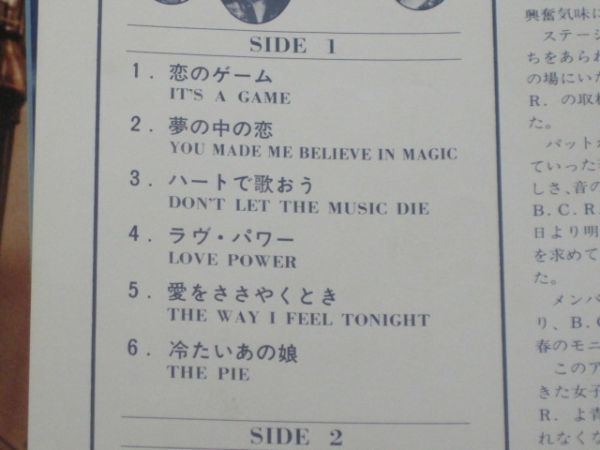 SIDE 1
1. 恋のゲーム
IT'S A GAME
2. 夢の中の恋
YOU MADE ME BELIEVE IN MAGIC
3. ハートで歌おう
DON'T LET THE MUSIC DIE
4. ラヴ・パワー
LOVE POWER
5. 愛をささやくとき
THE WAY I FEEL TONIGHT
6. 冷たいあの娘
THE PIE
SIDE 2
興奮気味に
ステージ
ちをあられ
の場にいた
R. の取材
た。
バット
ていった
しさ、音の
B.C.R.
日より明
を求めて
た。
メンバ
り、B.C
春のモニ
このア
きた女子
R. よ青
れなくな